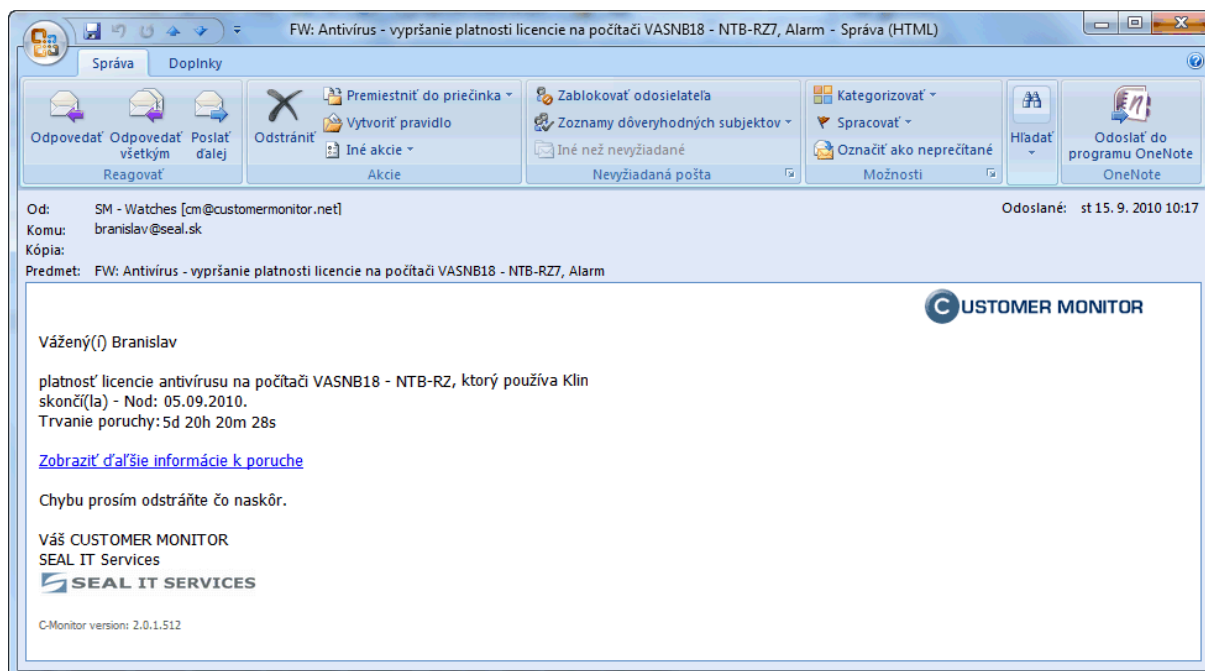 FW: Antivírus - vypršanie platnosti licencie na počítači VASNB18 - NTB-RZ7, Alarm - Správa (HTML)
Správa Doplnky
Odpovedať Odpovedať všetkým Poslať ďalej
Reagovať
Odstrániť Premiestniť do priečinka
Vytvoriť pravidlo
Iné akcie
Akcie
Zablokovať odosielateľa
Zoznamy dôveryhodných subjektov
Iné než nevyžiadané
Nevyžiadaná pošta
Kategorizovať
Spracovať
Označiť ako neprečítané
Možnosti
Hľadať
Odoslať do
programu OneNote
OneNote
Od: SM - Watches [cm@customermonitor.net] Odoslané: st 15. 9. 2010 10:17
Komu: branislav@seal.sk
Kópia:
Predmet: FW: Antivírus - vypršanie platnosti licencie na počítači VASNB18 - NTB-RZ7, Alarm
CUSTOMER MONITOR
Vážený(í) Branislav
platnosť licencie antivírusu na počítači VASNB18 - NTB-RZ, ktorý používa Klin
skončí(la) - Nod: 05.09.2010.
Trvanie poruchy: 5d 20h 20m 28s
Zobraziť ďaľšie informácie k poruche
Chybu prosím odstráňte čo naskôr.
Váš CUSTOMER MONITOR
SEAL IT Services
SEAL IT SERVICES
C-Monitor version: 2.0.1.512